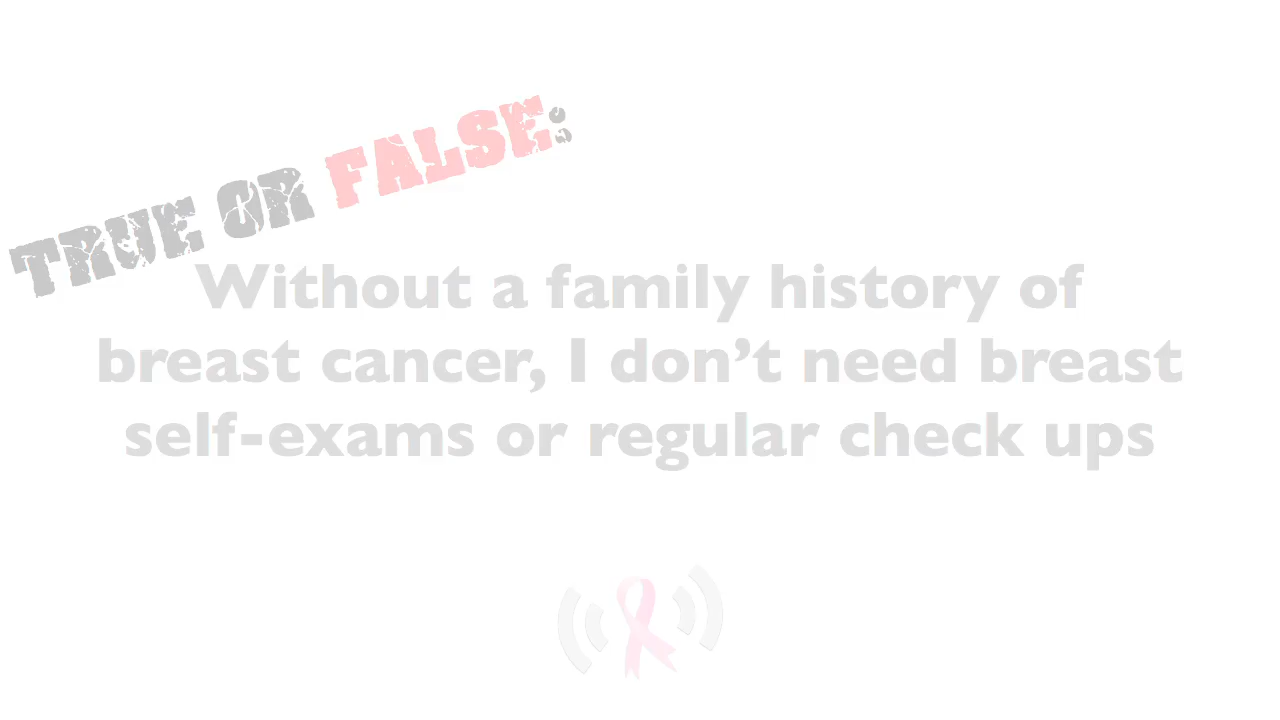 TRUE OR FALSE:
Without a family history of
breast cancer, I don’t need breast
self-exams or regular check ups